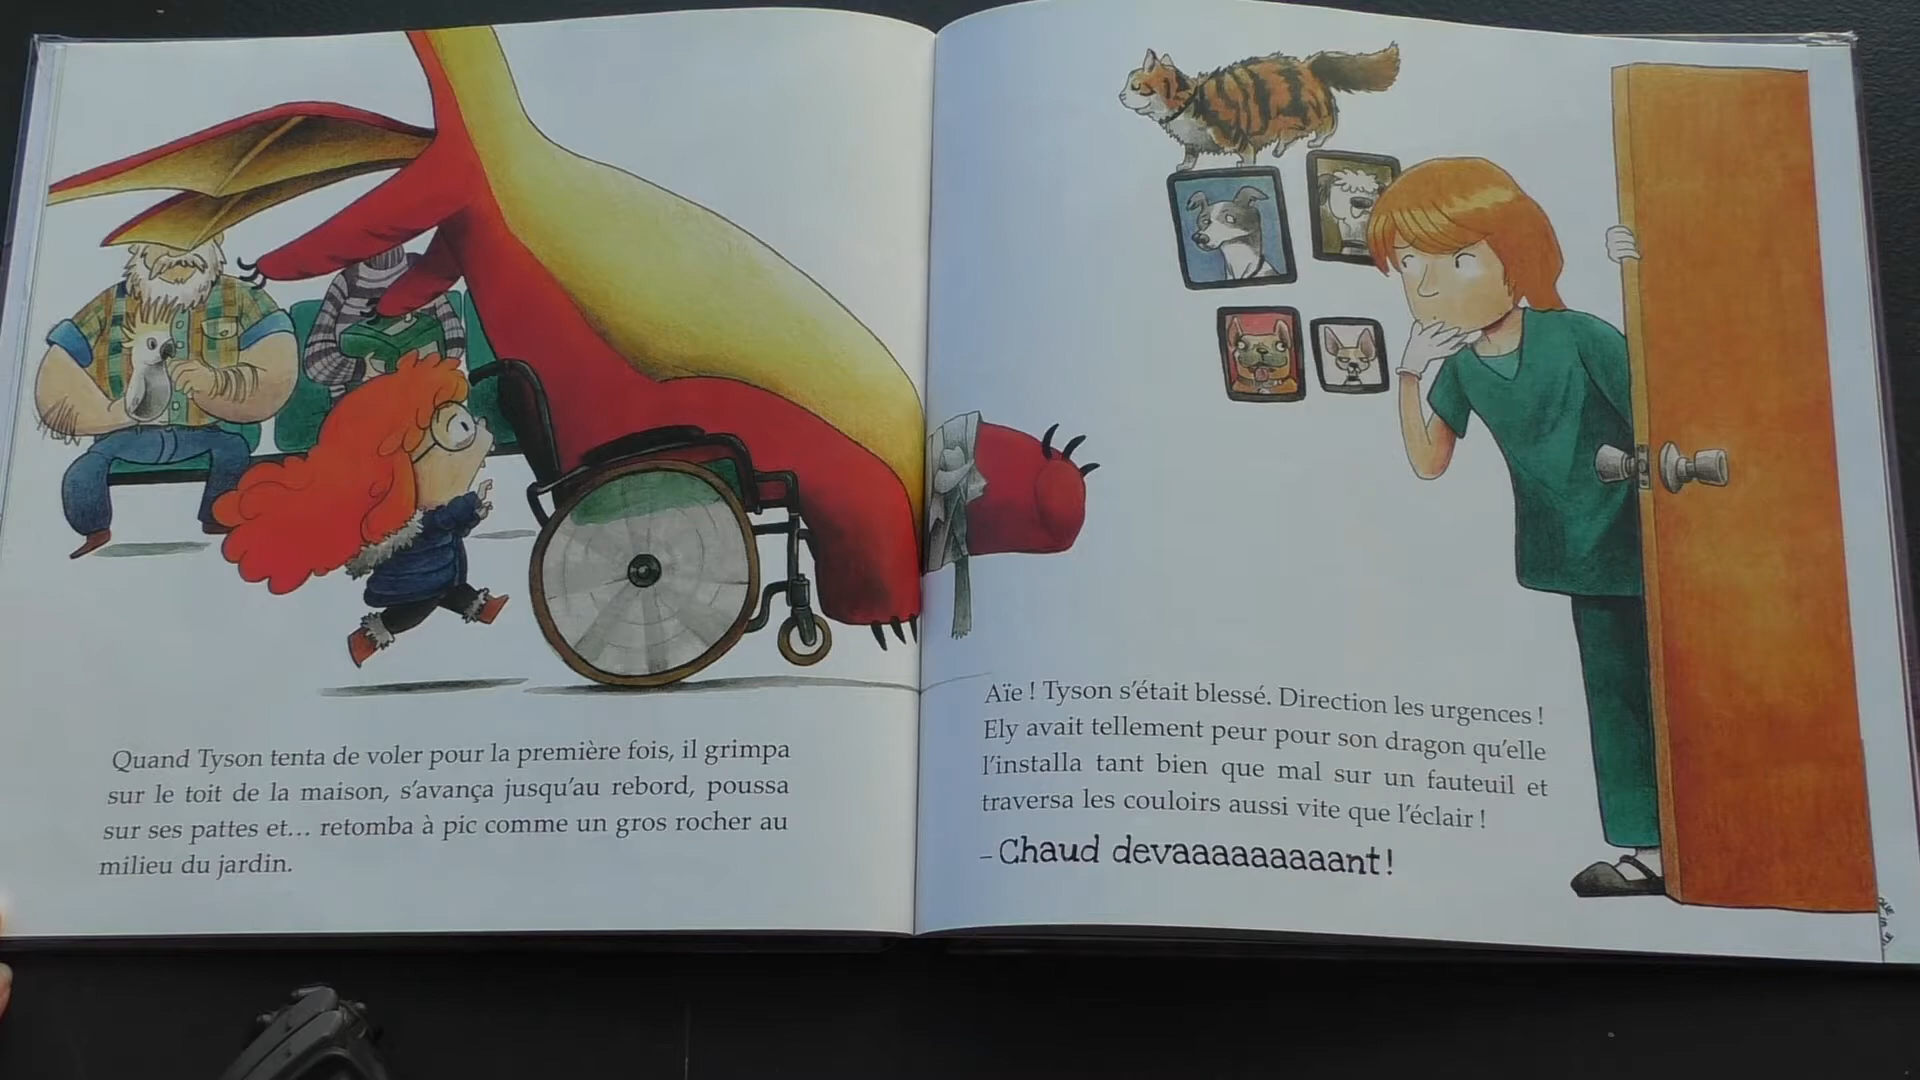 Quand Tyson tenta de voler pour la première fois, il grimpa
sur le toit de la maison, s'avança jusqu'au rebord, poussa
sur ses pattes et… retomba à pic comme un gros rocher au
milieu du jardin.
Aïe ! Tyson s'était blessé. Direction les urgences !
Ely avait tellement peur pour son dragon qu'elle
l'installa tant bien que mal sur un fauteuil et
traversa les couloirs aussi vite que l'éclair !
– Chaud devaaaaaaaaant !